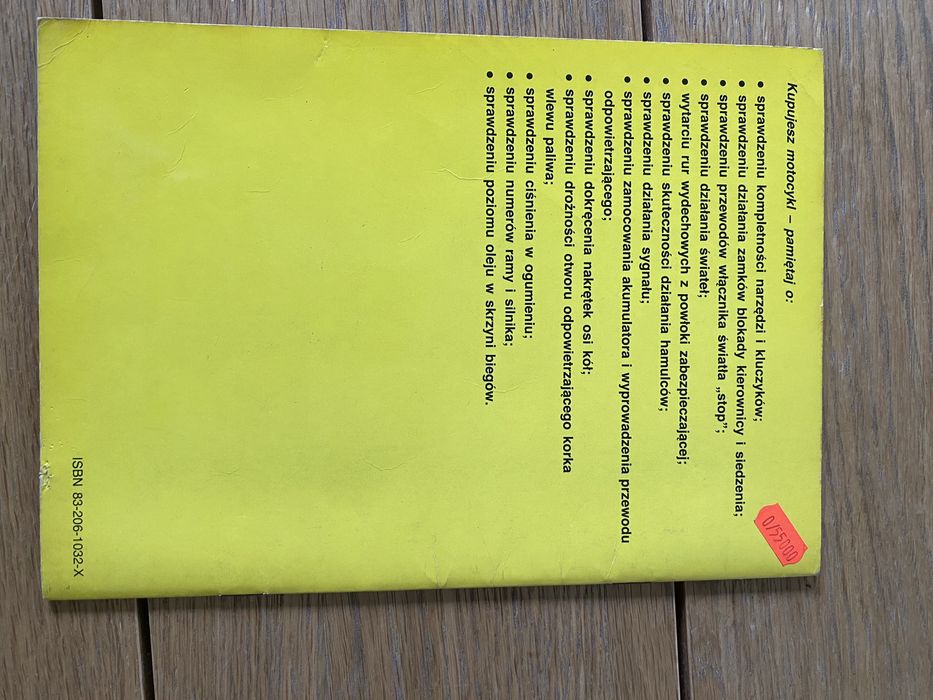 Kupujesz motocykl – pamiętaj o:
• sprawdzeniu kompletności narzędzi i kluczyków;
• sprawdzeniu działania zamków blokady kierownicy i siedzenia;
• sprawdzeniu przewodów włącznika światła „stop”;
• sprawdzeniu działania świateł;
• wytarciu rur wydechowych z powłoki zabezpieczającej;
• sprawdzeniu skuteczności działania hamulców;
• sprawdzeniu działania sygnału;
• sprawdzeniu zamocowania akumulatora i wyprowadzenia przewodu
odpowietrzającego;
• sprawdzeniu dokręcenia nakrętek osi kół;
• sprawdzeniu drożności otworu odpowietrzającego korka
wlewu paliwa;
• sprawdzeniu ciśnienia w ogumieniu;
• sprawdzeniu numerów ramy i silnika;
• sprawdzeniu poziomu oleju w skrzyni biegów.
0/55000
ISBN 83-206-1032-X